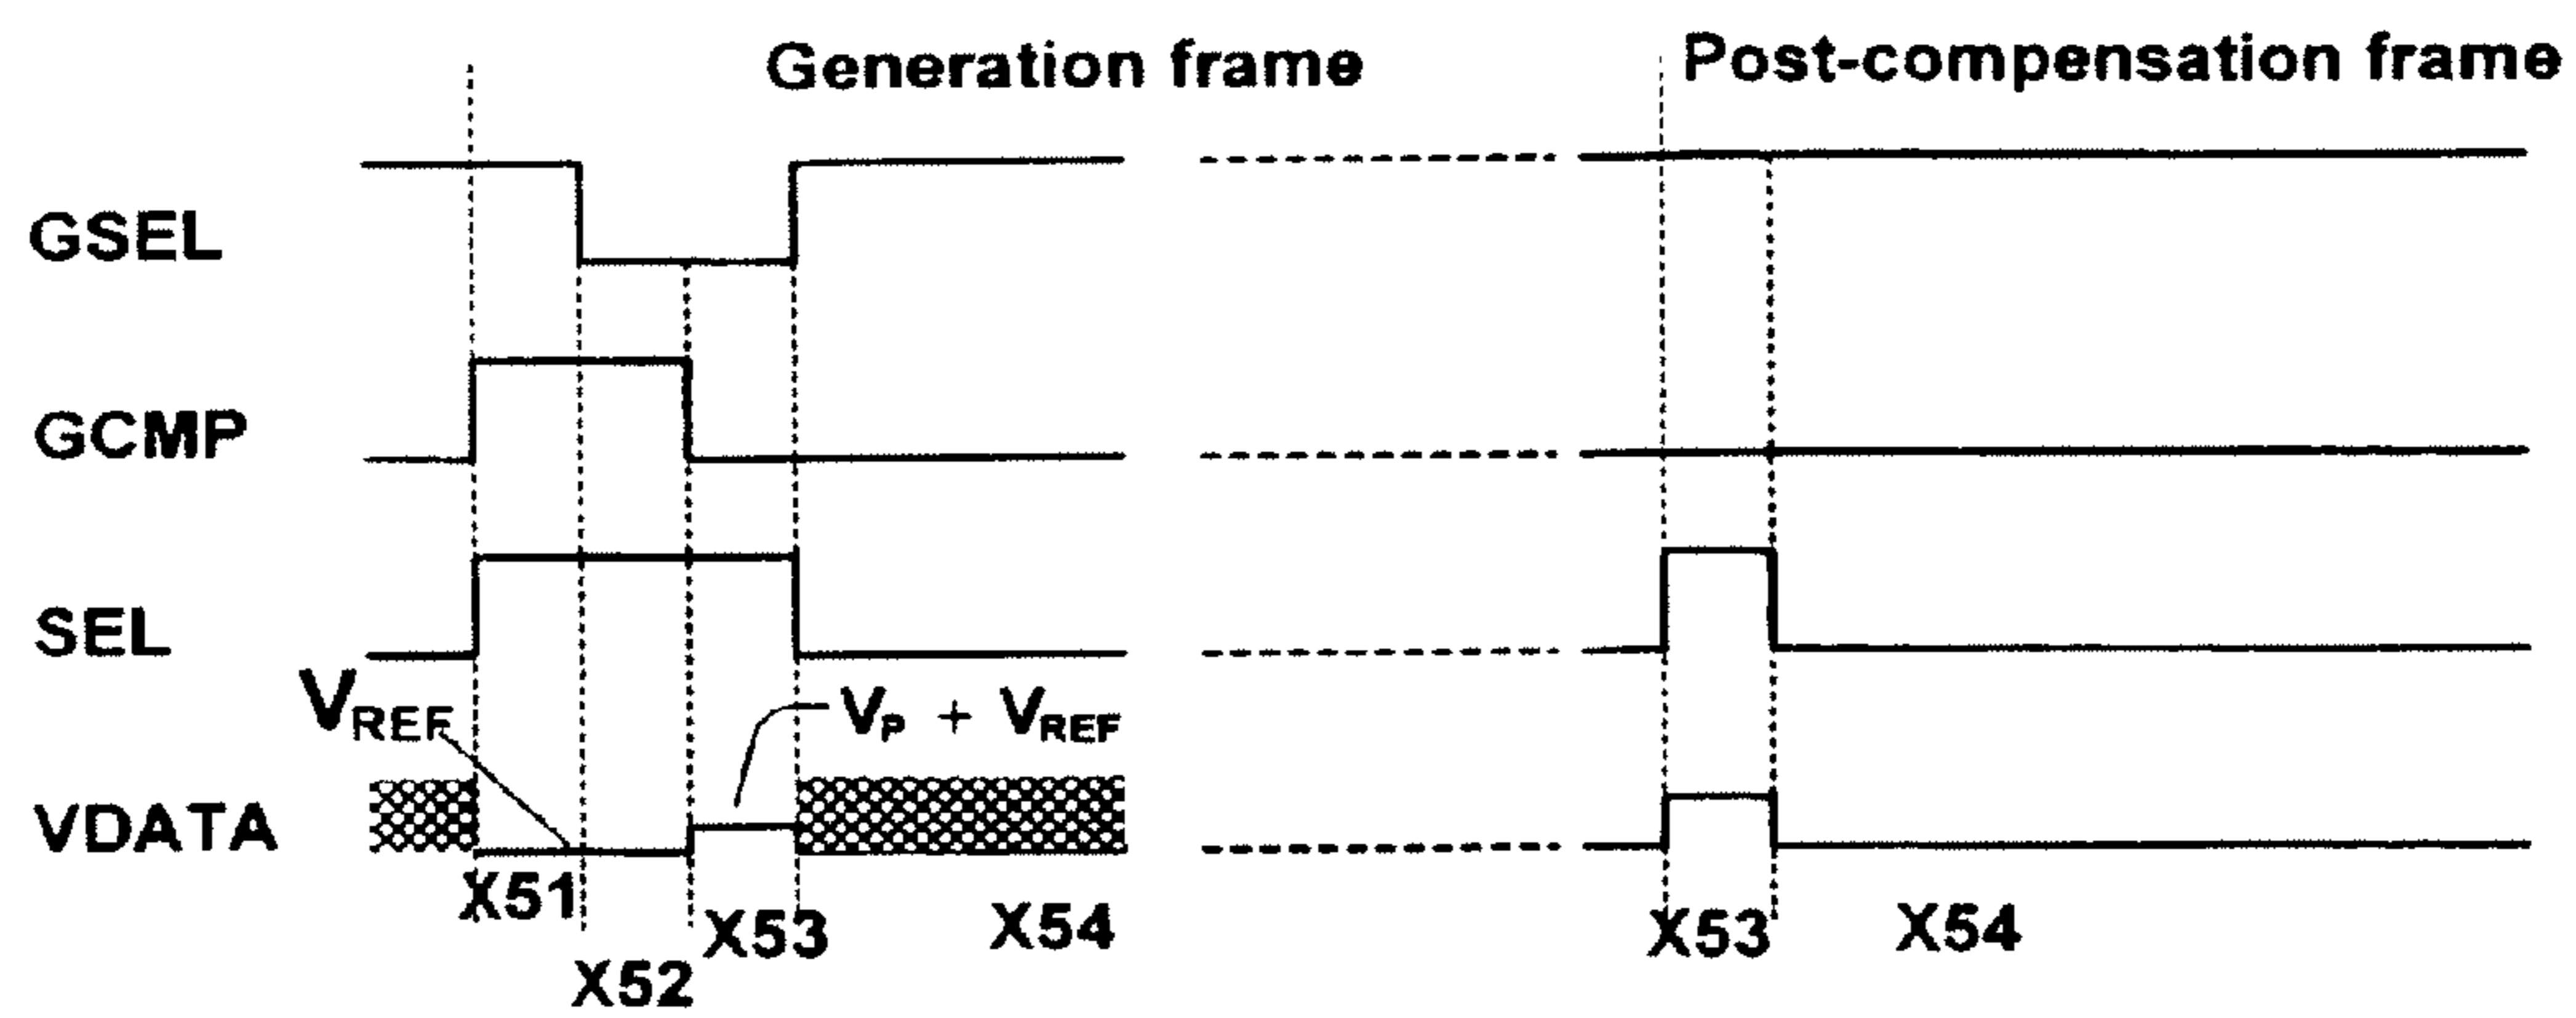 Generation frame
Post-compensation frame
GSEL
GCMP
SEL
VREF
VP + VREF
VDATA
X51
X52
X53
X54
X53
X54